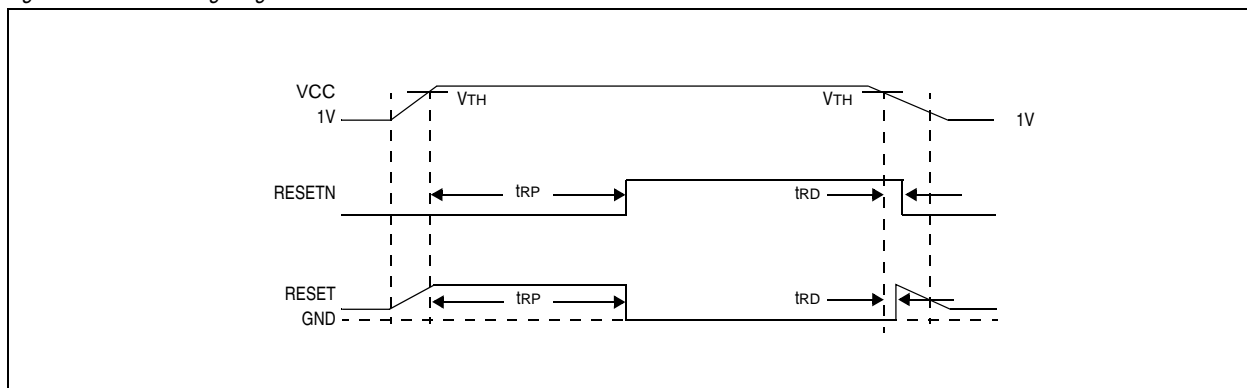 VCC
VTH
VTH
1V
1V
RESETN
tRP
tRD
RESET
tRP
tRD
GND